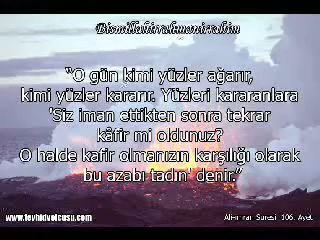 Bismillahirrahmanirrahim
“O gün kimi yüzler ağarır,
kimi yüzler kararır. Yüzleri kararanlara
'Siz iman ettikten sonra tekrar
kâfir mi oldunuz?
O halde kafir olmanızın karşılığı olarak
bu azabı tadın' denir.”
www.tevhidyolcusu.com
Al-i İmran Suresi 106. Ayet